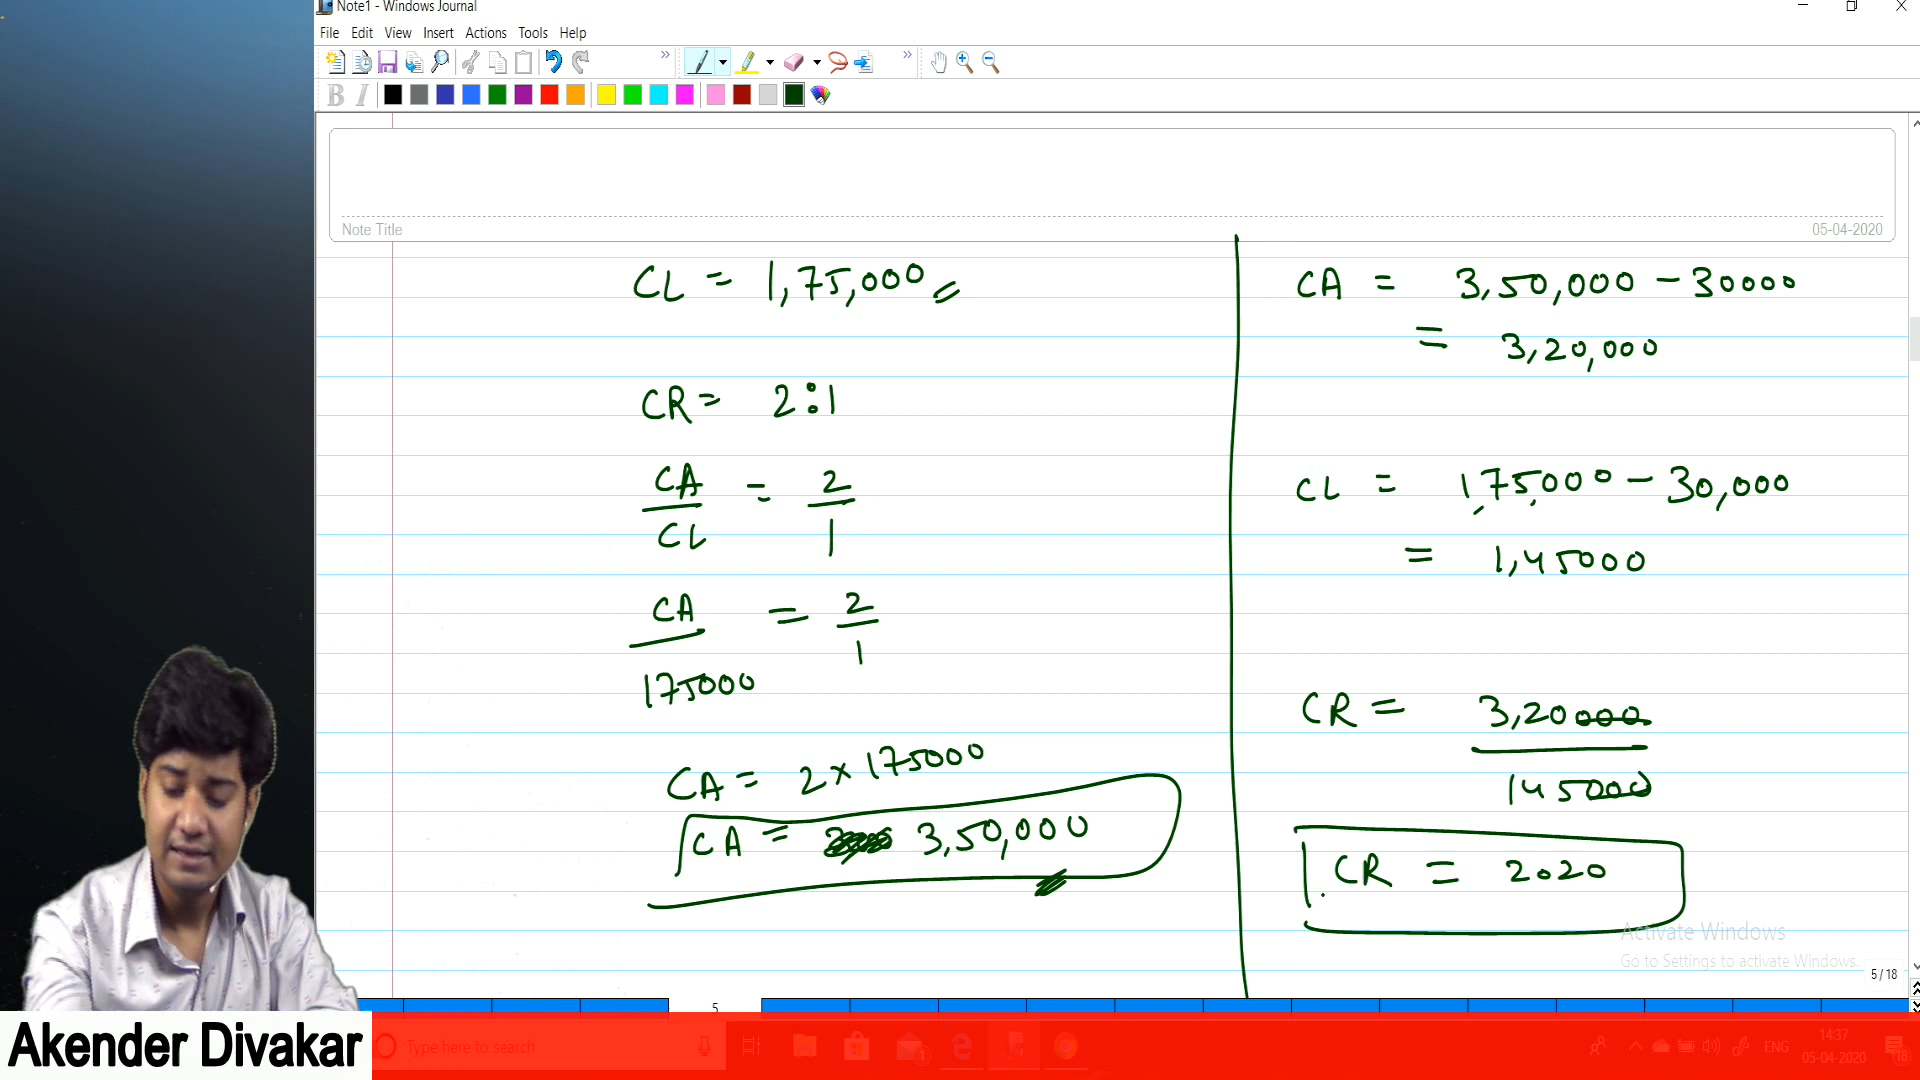 Note1 - Windows Journal
File Edit View Insert Actions Tools Help
B I
Note Title
05-04-2020
CL = 1,75,000
CR = 2:1
CA = 2
CL 1
CA = 2
175000 1
CA = 2 x 175000
CA = 3,50,000
CA = 3,50,000 - 30000
= 3,20,000
CL = 1,75,000 - 30,000
= 1,45000
CR = 3,20000
145000
CR = 2020
Activate Windows
Go to Settings to activate Windows.
5 / 18
5
Akender Divakar
Type here to search
1
ENG
14:37
05-04-2020
18